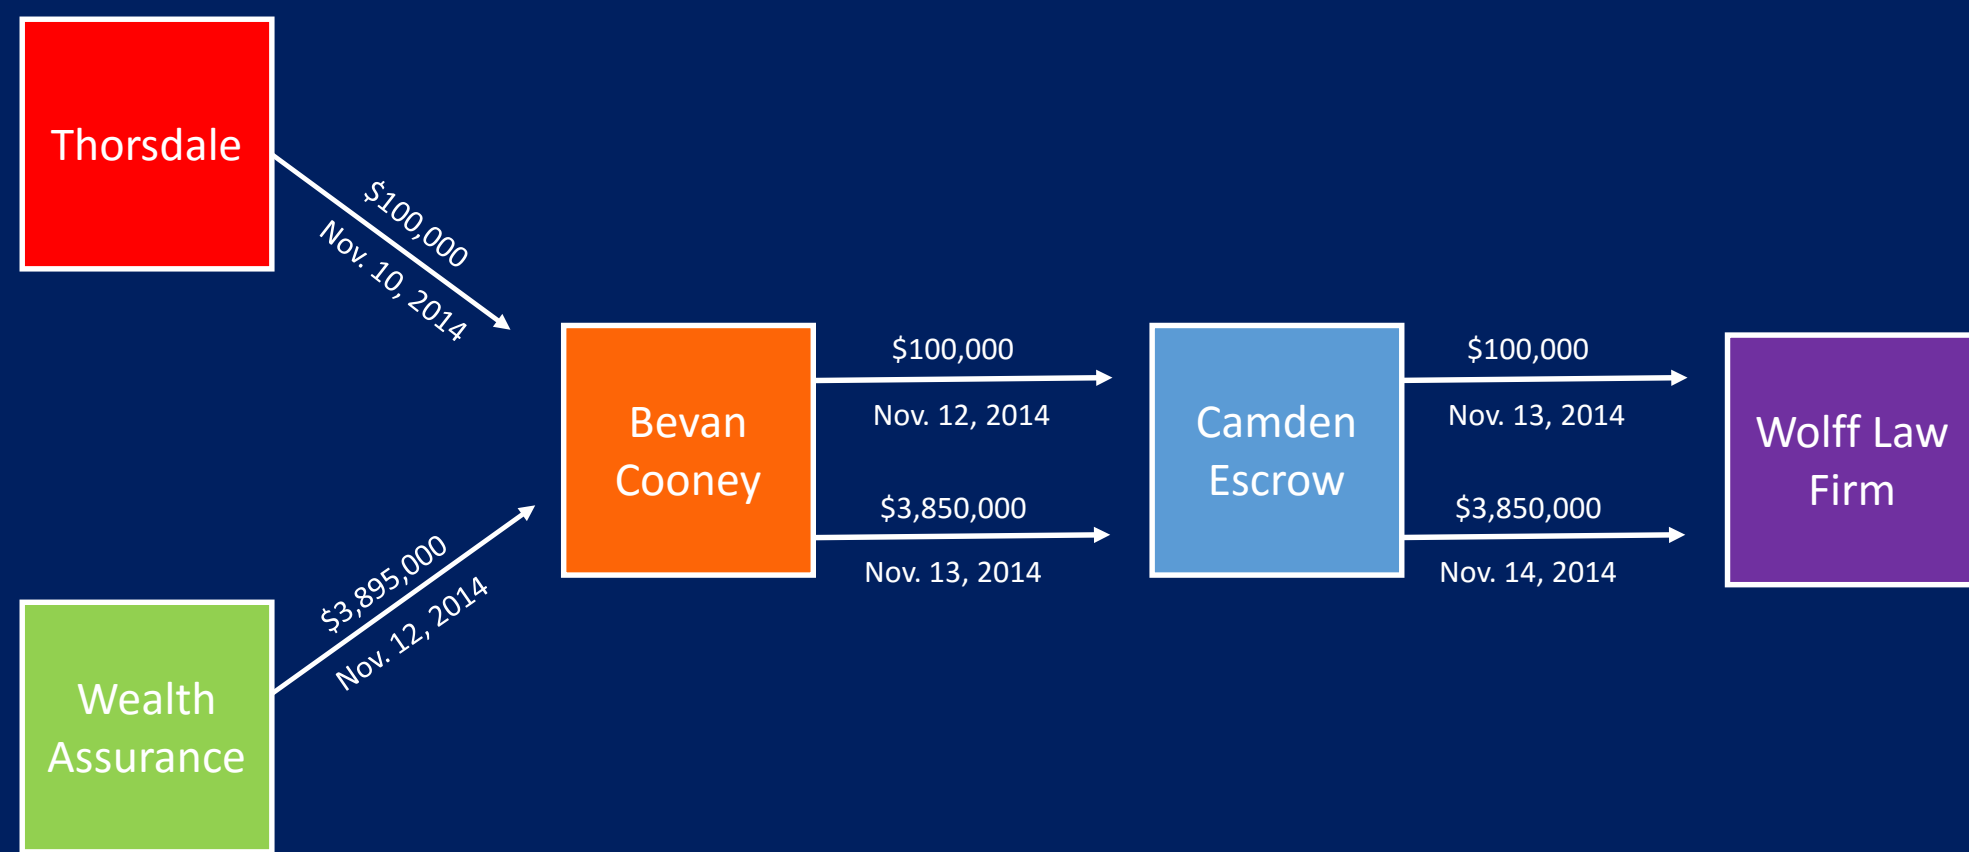 Thorsdale
$100,000
Nov. 10, 2014
Bevan
Cooney
$100,000
Nov. 12, 2014
$3,850,000
Nov. 13, 2014
Camden
Escrow
$100,000
Nov. 13, 2014
$3,850,000
Nov. 14, 2014
Wolff Law
Firm
$3,895,000
Nov. 12, 2014
Wealth
Assurance